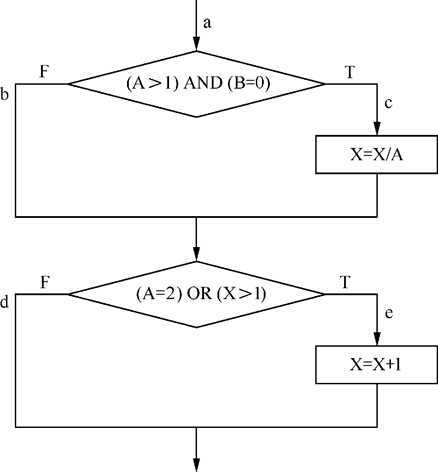 a
F
(A＞1) AND (B=0)
T
b
c
X=X/A
F
(A=2) OR (X＞1)
T
d
e
X=X+1